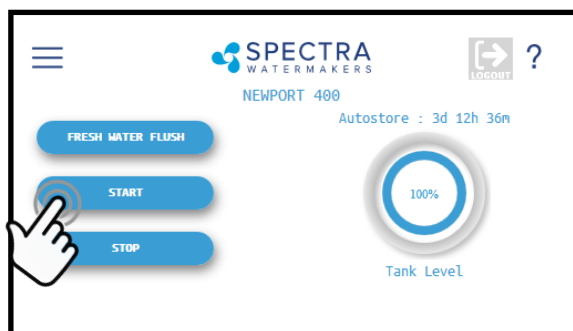 SPECTRA
WATERMAKERS
LOGOUT
?
NEWPORT 400
Autostore : 3d 12h 36m
FRESH WATER FLUSH
START
100%
STOP
Tank Level